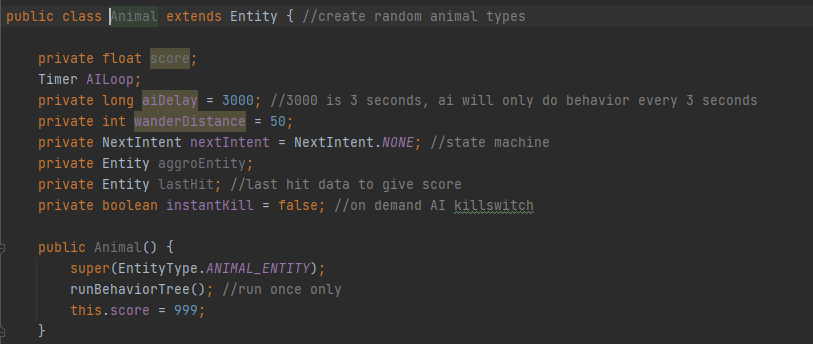 public class Animal extends Entity { //create random animal types
private float score;
Timer AILoop;
private long aiDelay = 3000; //3000 is 3 seconds, ai will only do behavior every 3 seconds
private int wanderDistance = 50;
private NextIntent nextIntent = NextIntent.NONE; //state machine
private Entity aggroEntity;
private Entity lastHit; //last hit data to give score
private boolean instantKill = false; //on demand AI killswitch
public Animal() {
super(EntityType.ANIMAL_ENTITY);
runBehaviorTree(); //run once only
this.score = 999;
}